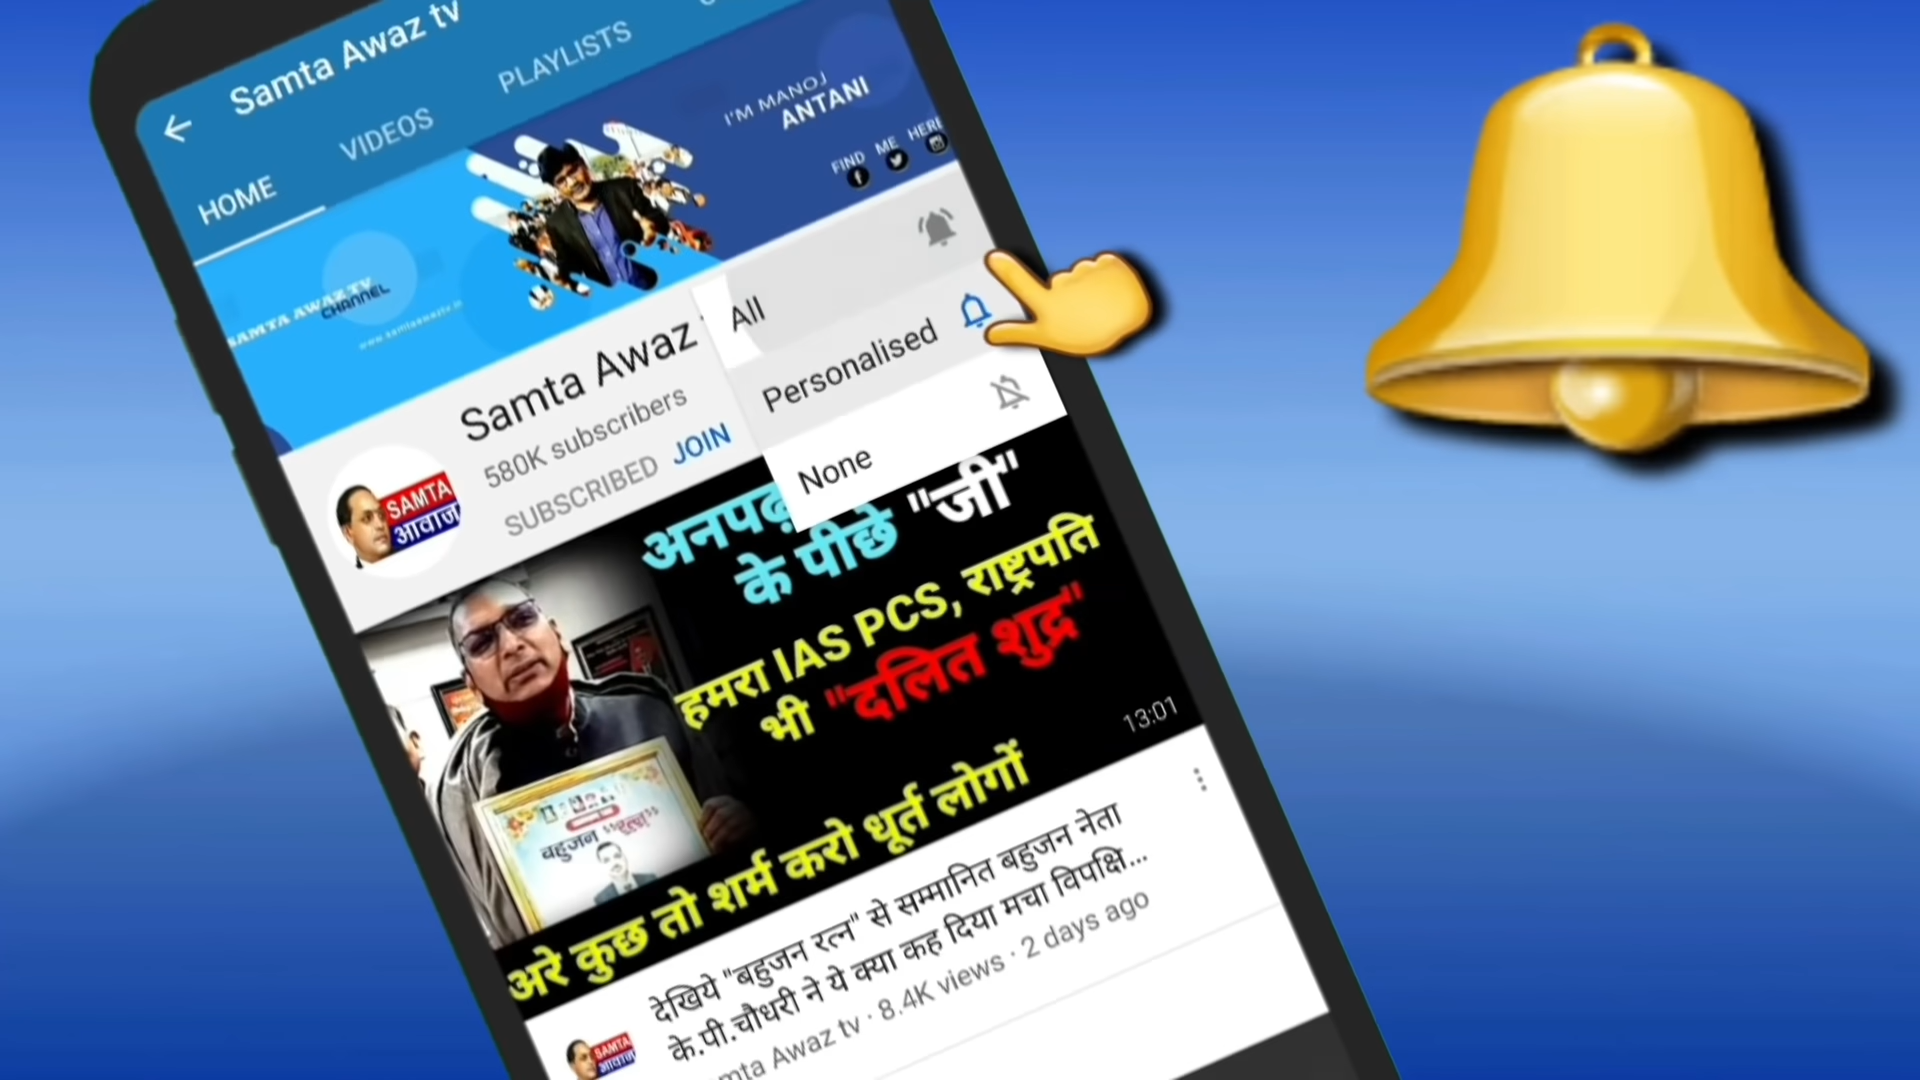 Samta Awaz tv
HOME
VIDEOS
PLAYLISTS
I'M MANOJ
ANTANI
FIND ME HERE
SAMTA AWAZ TV
CHANNEL
Samta Awaz
580K subscribers
SUBSCRIBED JOIN
All
Personalised
None
SAMTA
आवाज
अनपढ़
के पीछे "जी"
हमरा IAS PCS, राष्ट्रपति
भी "दलित शुद्र"
बहुजन "रत्न"
अरे कुछ तो शर्म करो धूर्त लोगों
13:01
देखिये "बहुजन रत्न" से सम्मानित बहुजन नेता
के.पी.चौधरी ने ये क्या कह दिया मचा विपक्षि...
mta Awaz tv · 8.4K views · 2 days ago
SAMTA
आवाज